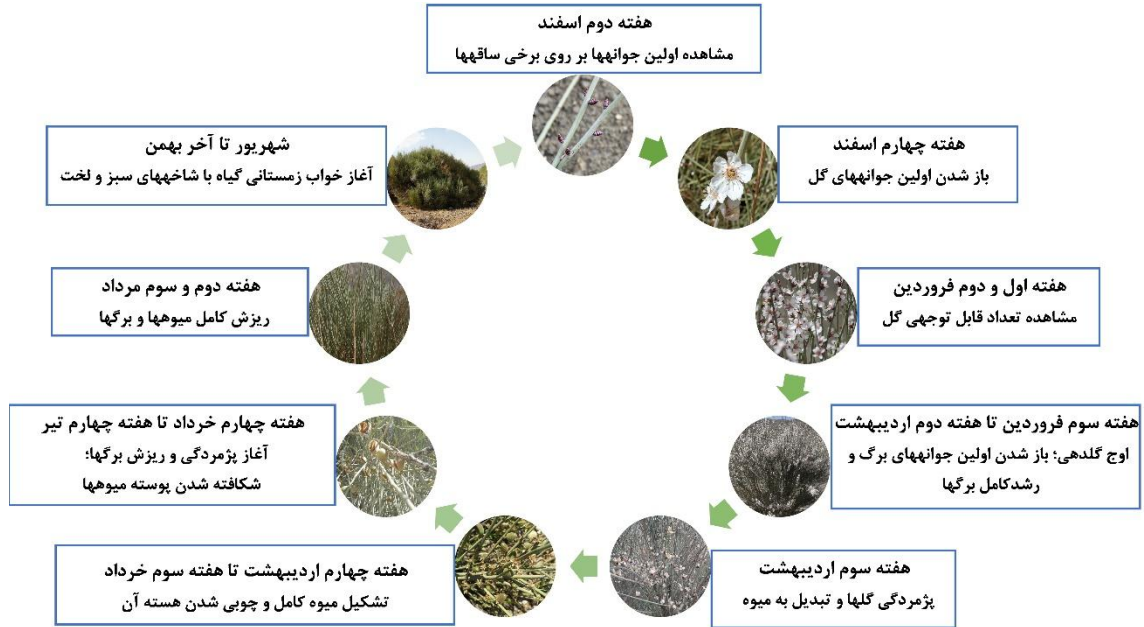 هفته دوم اسفند
مشاهده اولین جوانهها بر روی برخی ساقهها
هفته چهارم اسفند
باز شدن اولین جوانههای گل
هفته اول و دوم فروردین
مشاهده تعداد قابل توجهی گل
هفته سوم فروردین تا هفته دوم اردیبهشت
اوج گلدهی؛ باز شدن اولین جوانههای برگ و
رشدکامل برگها
هفته سوم اردیبهشت
پژمردگی گلها و تبدیل به میوه
هفته چهارم اردیبهشت تا هفته سوم خرداد
تشکیل میوه کامل و چوبی شدن هسته آن
هفته چهارم خرداد تا هفته چهارم تیر
آغاز پژمردگی و ریزش برگها؛
شکافته شدن پوسته میوهها
هفته دوم و سوم مرداد
ریزش کامل میوهها و برگها
شهریور تا آخر بهمن
آغاز خواب زمستانی گیاه با شاخههای سبز و لخت